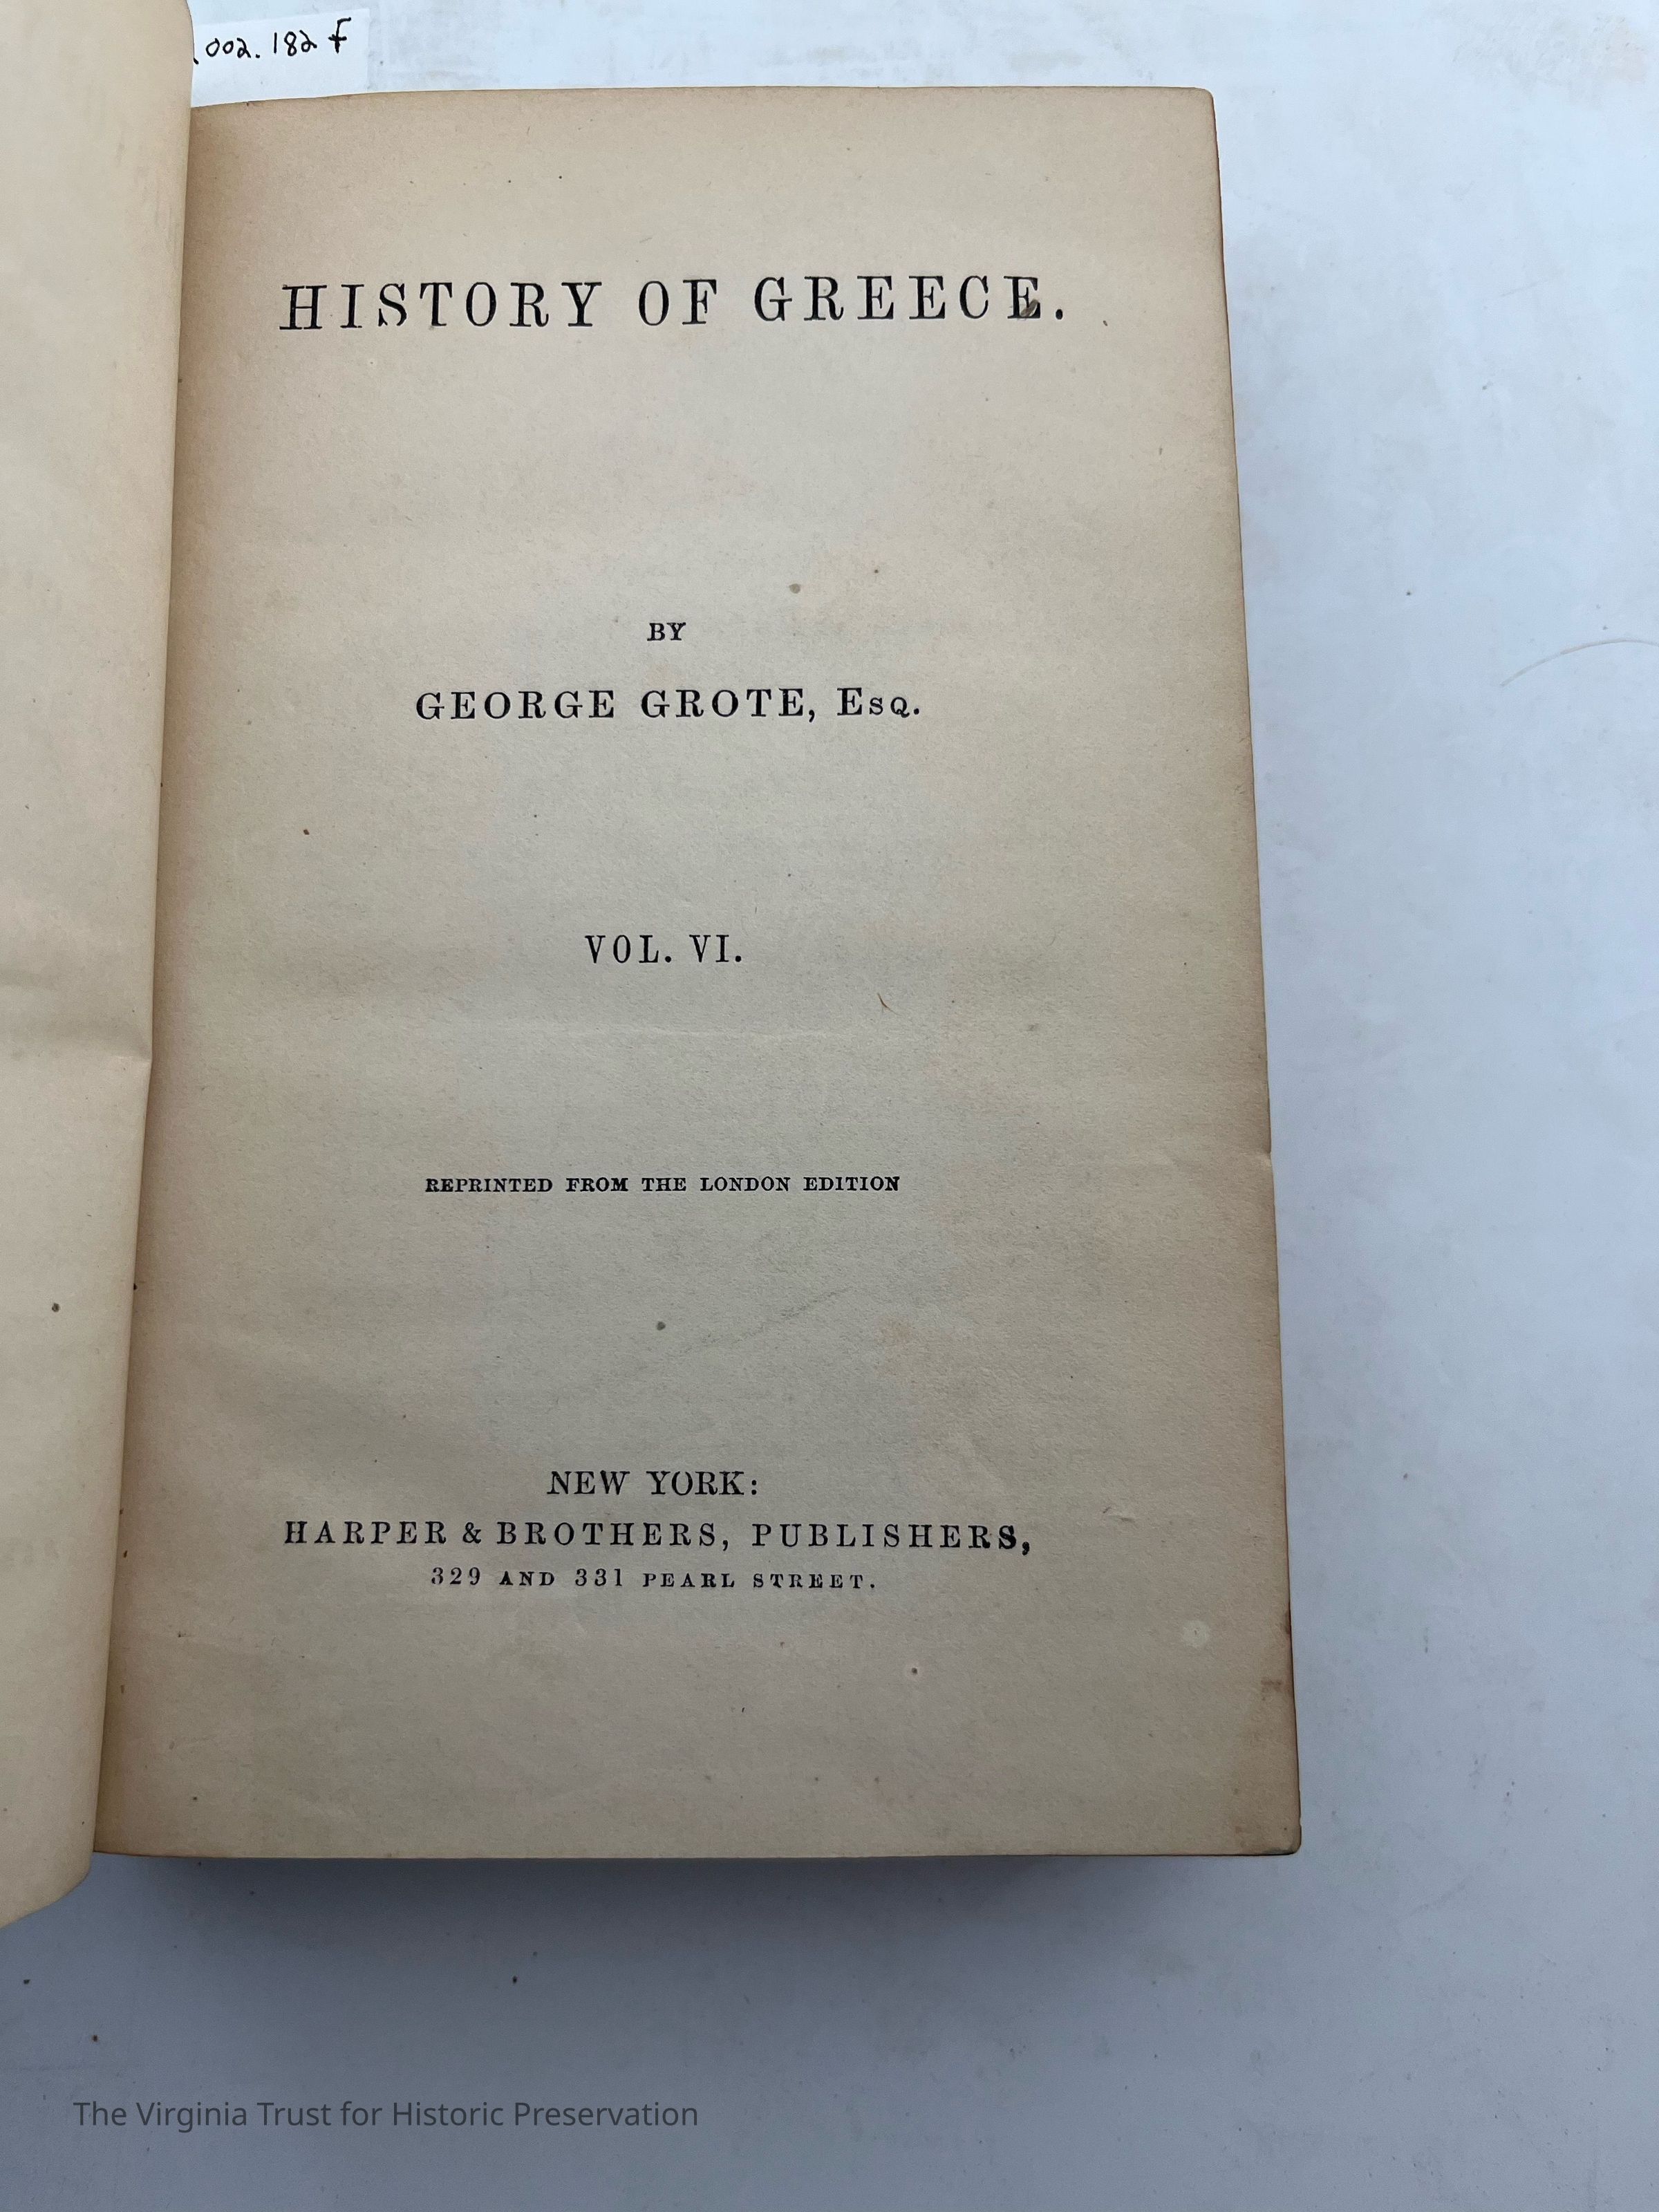 002.182 F
HISTORY OF GREECE.
BY
GEORGE GROTE, Esq.
VOL. VI.
REPRINTED FROM THE LONDON EDITION
NEW YORK:
HARPER & BROTHERS, PUBLISHERS,
329 AND 331 PEARL STREET.
The Virginia Trust for Historic Preservation